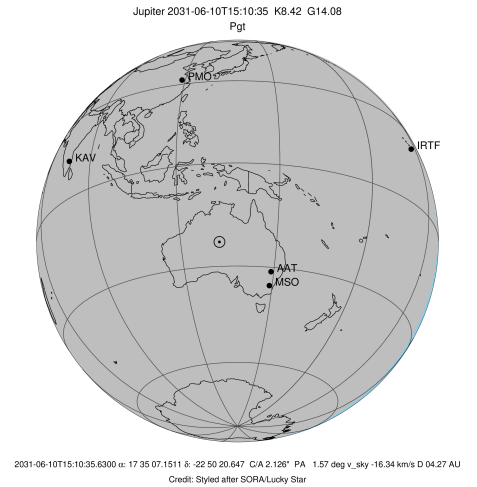 Jupiter 2031-06-10T15:10:35 K8.42 G14.08
Pgt
PMO
IRTF
KAV
AAT
MSO
2031-06-10T15:10:35.6300 α: 17 35 07.1511 δ: -22 50 20.647 C/A 2.126" PA 1.57 deg v_sky -16.34 km/s D 04.27 AU
Credit: Styled after SORA/Lucky Star